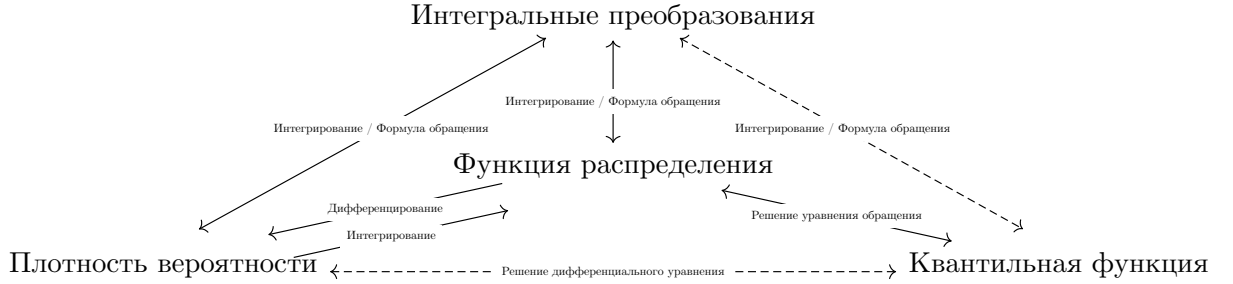 Интегральные преобразования
Интегрирование / Формула обращения
Интегрирование / Формула обращения
Интегрирование / Формула обращения
Функция распределения
Дифференцирование
Решение уравнения обращения
Интегрирование
Плотность вероятности
Решение дифференциального уравнения
Квантильная функция